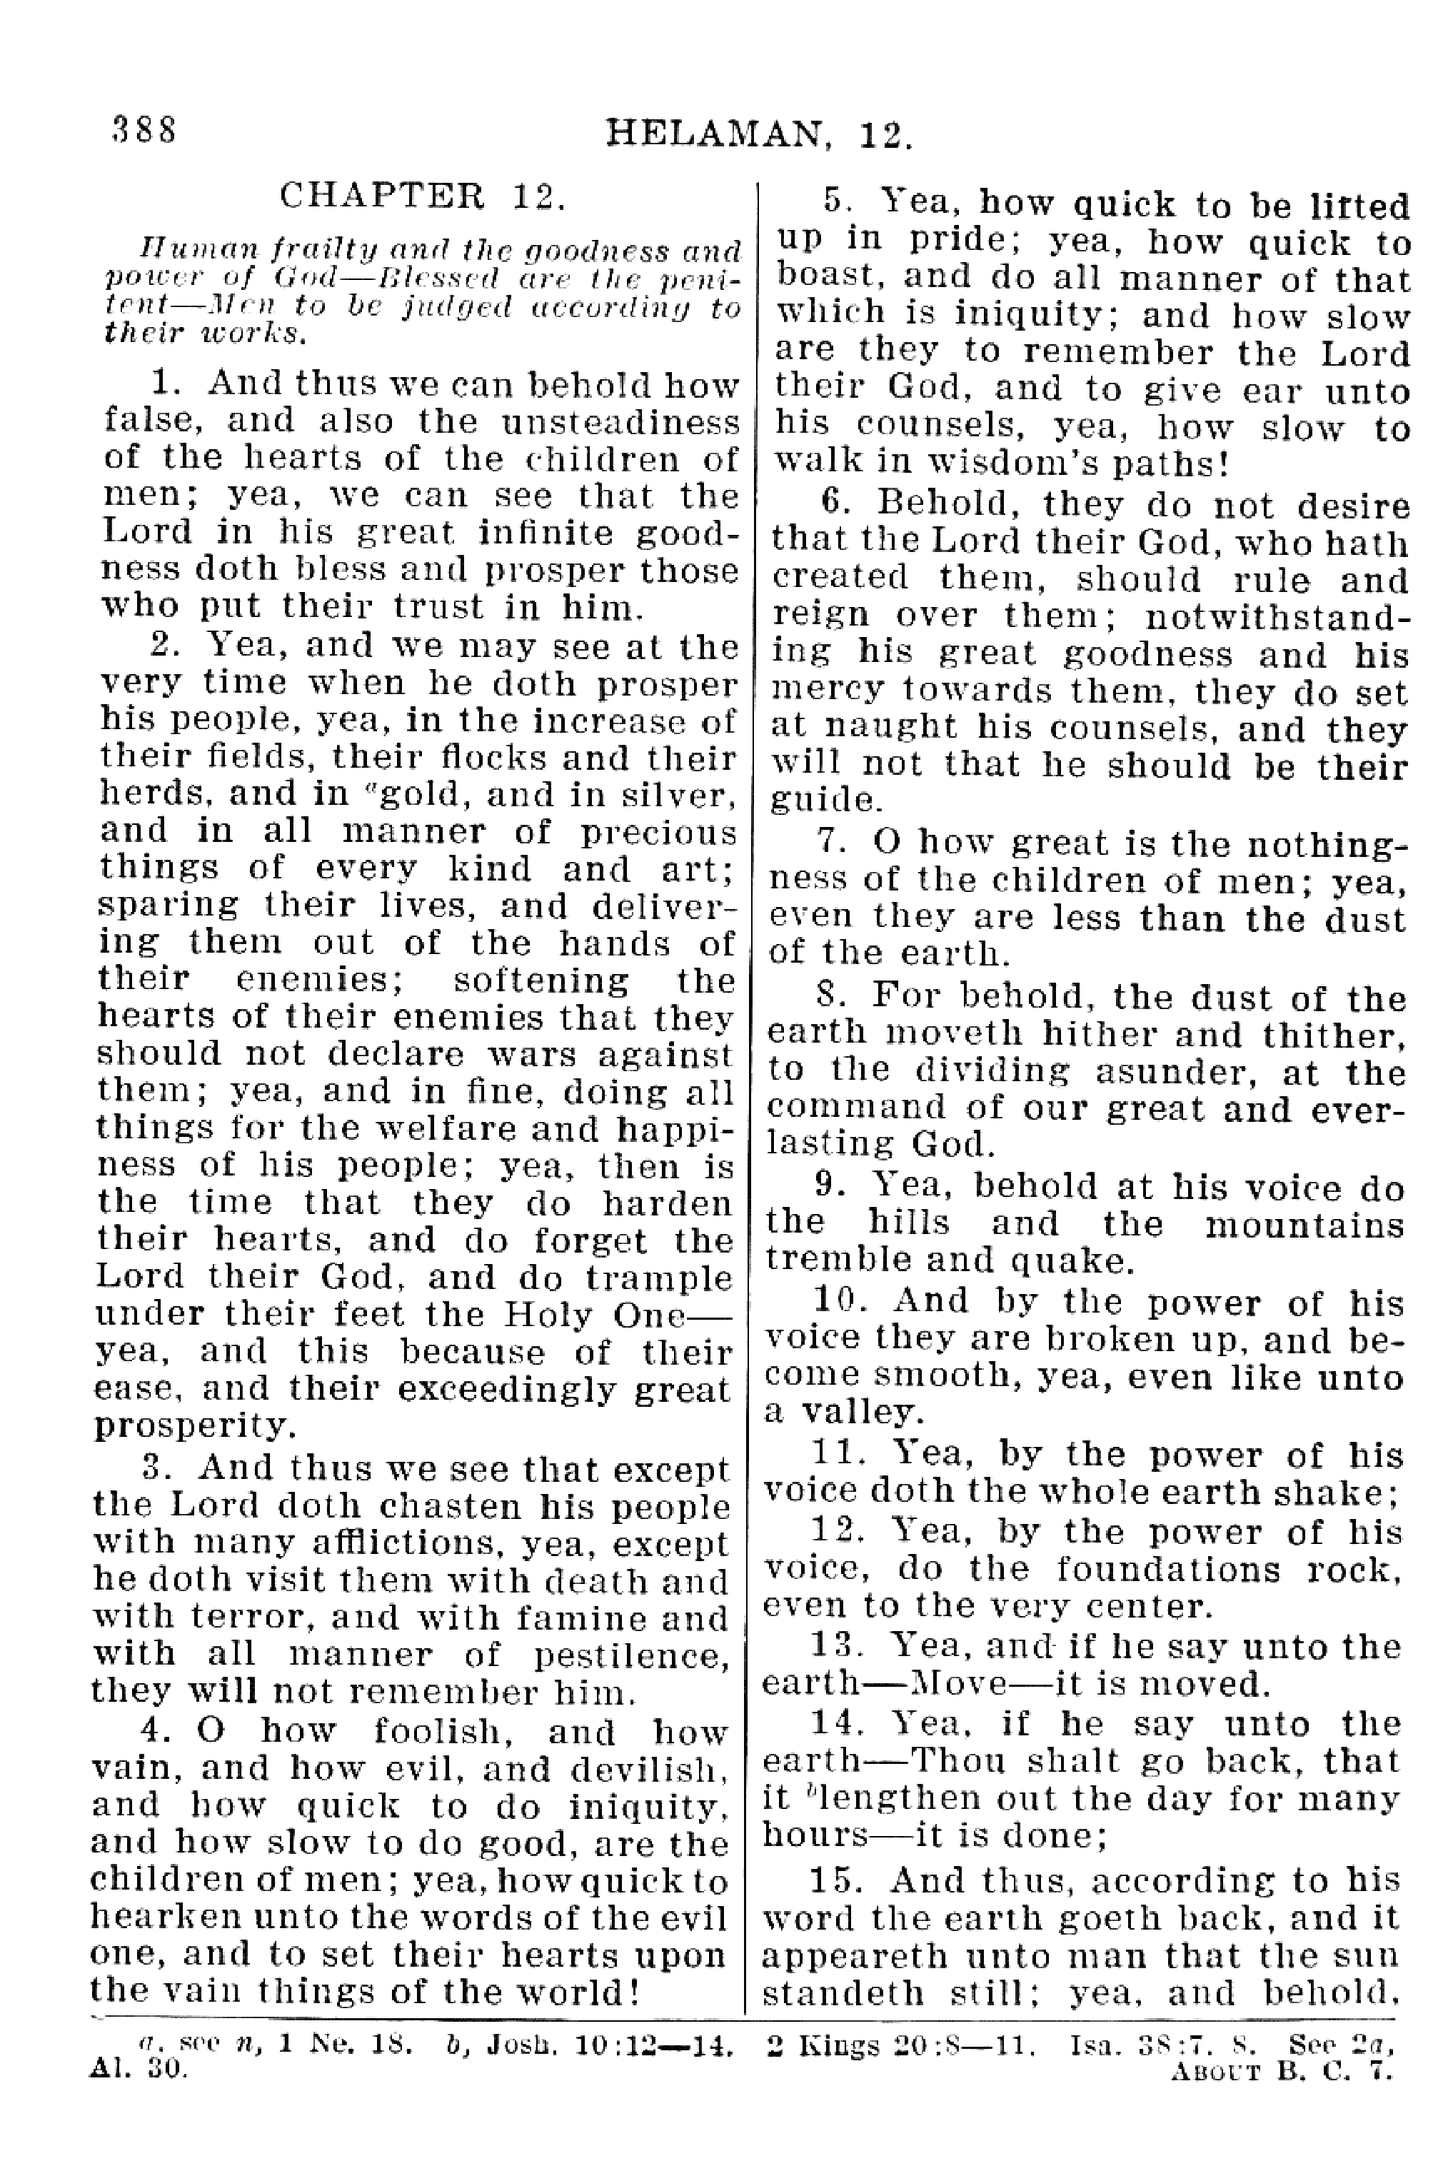 388
HELAMAN, 12.
CHAPTER 12.
Human frailty and the goodness and
power of God—Blessed are the peni-
tent—Men to be judged according to
their works.
1. And thus we can behold how
false, and also the unsteadiness
of the hearts of the children of
men; yea, we can see that the
Lord in his great infinite good-
ness doth bless and prosper those
who put their trust in him.
2. Yea, and we may see at the
very time when he doth prosper
his people, yea, in the increase of
their fields, their flocks and their
herds, and in ᵃgold, and in silver,
and in all manner of precious
things of every kind and art;
sparing their lives, and deliver-
ing them out of the hands of
their enemies; softening the
hearts of their enemies that they
should not declare wars against
them; yea, and in fine, doing all
things for the welfare and happi-
ness of his people; yea, then is
the time that they do harden
their hearts, and do forget the
Lord their God, and do trample
under their feet the Holy One—
yea, and this because of their
ease, and their exceedingly great
prosperity.
3. And thus we see that except
the Lord doth chasten his people
with many afflictions, yea, except
he doth visit them with death and
with terror, and with famine and
with all manner of pestilence,
they will not remember him.
4. O how foolish, and how
vain, and how evil, and devilish,
and how quick to do iniquity,
and how slow to do good, are the
children of men; yea, how quick to
hearken unto the words of the evil
one, and to set their hearts upon
the vain things of the world!
5. Yea, how quick to be lifted
up in pride; yea, how quick to
boast, and do all manner of that
which is iniquity; and how slow
are they to remember the Lord
their God, and to give ear unto
his counsels, yea, how slow to
walk in wisdom's paths!
6. Behold, they do not desire
that the Lord their God, who hath
created them, should rule and
reign over them; notwithstand-
ing his great goodness and his
mercy towards them, they do set
at naught his counsels, and they
will not that he should be their
guide.
7. O how great is the nothing-
ness of the children of men; yea,
even they are less than the dust
of the earth.
8. For behold, the dust of the
earth moveth hither and thither,
to the dividing asunder, at the
command of our great and ever-
lasting God.
9. Yea, behold at his voice do
the hills and the mountains
tremble and quake.
10. And by the power of his
voice they are broken up, and be-
come smooth, yea, even like unto
a valley.
11. Yea, by the power of his
voice doth the whole earth shake;
12. Yea, by the power of his
voice, do the foundations rock,
even to the very center.
13. Yea, and if he say unto the
earth—Move—it is moved.
14. Yea, if he say unto the
earth—Thou shalt go back, that
it ᵇlengthen out the day for many
hours—it is done;
15. And thus, according to his
word the earth goeth back, and it
appeareth unto man that the sun
standeth still; yea, and behold,
a, see n, 1 Ne. 18. b, Josh. 10:12—14. 2 Kings 20:8—11. Isa. 38:7, 8. See 2a,
Al. 30.
ABOUT B. C. 7.